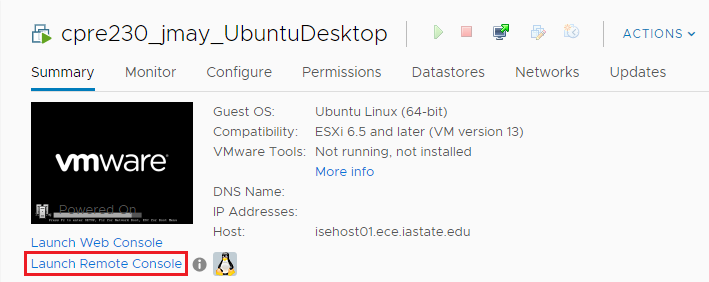 cpre230_jmay_UbuntuDesktop
ACTIONS
Summary Monitor Configure Permissions Datastores Networks Updates
vmware
Powered On
Guest OS: Ubuntu Linux (64-bit)
Compatibility: ESXi 6.5 and later (VM version 13)
VMware Tools: Not running, not installed
More info
DNS Name:
IP Addresses:
Host: isehost01.ece.iastate.edu
Launch Web Console
Launch Remote Console